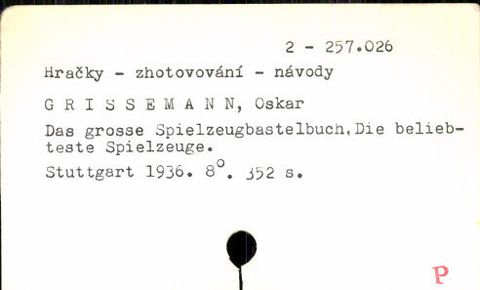 2 - 257.026
Hračky - zhotovování - návody
G R I S S E M A N N, Oskar
Das grosse Spielzeugbastelbuch.Die belieb-
teste Spielzeuge.
Stuttgart 1936. 8°. 352 s.
P